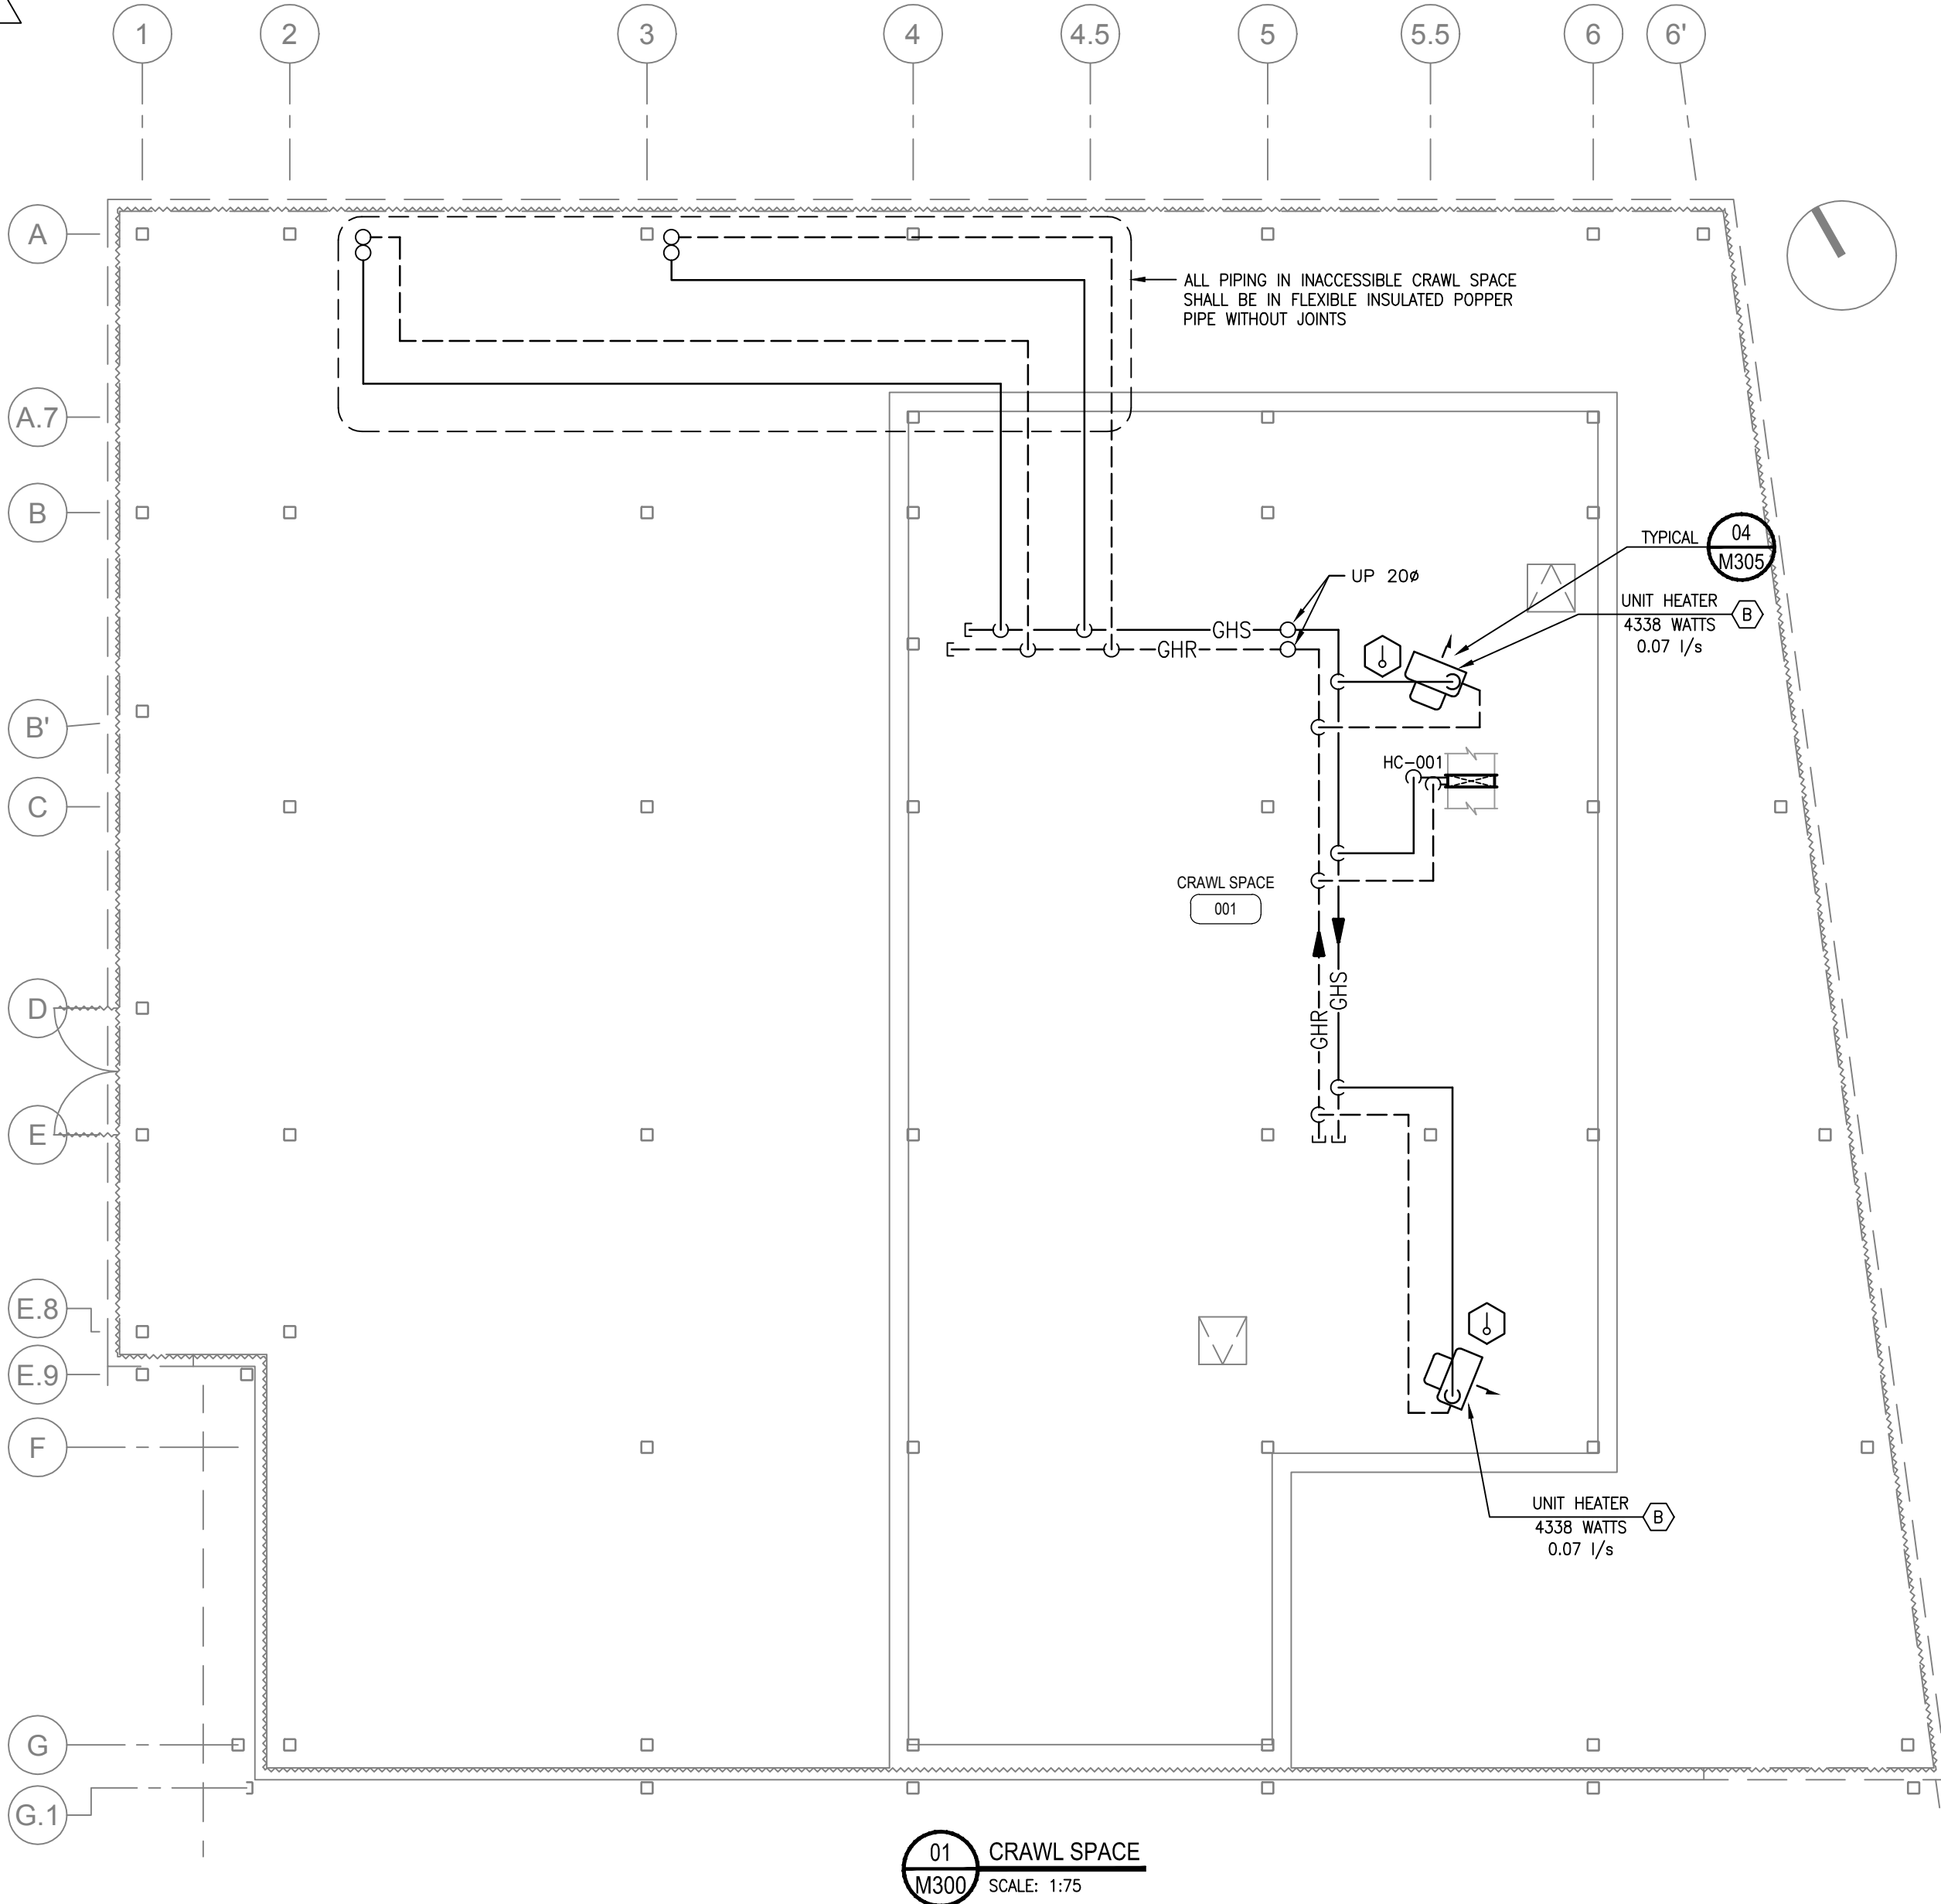 1
2
3
4
4.5
5
5.5
6
6'
A
ALL PIPING IN INACCESSIBLE CRAWL SPACE
SHALL BE IN FLEXIBLE INSULATED POPPER
PIPE WITHOUT JOINTS
A.7
B
TYPICAL
04
M305
UP 20ø
UNIT HEATER
B
4338 WATTS
0.07 l/s
GHS
GHR
B'
HC-001
C
CRAWL SPACE
001
D
GHS
GHR
E
E.8
E.9
F
UNIT HEATER
B
4338 WATTS
0.07 l/s
G
G.1
01
M300
CRAWL SPACE
SCALE: 1:75